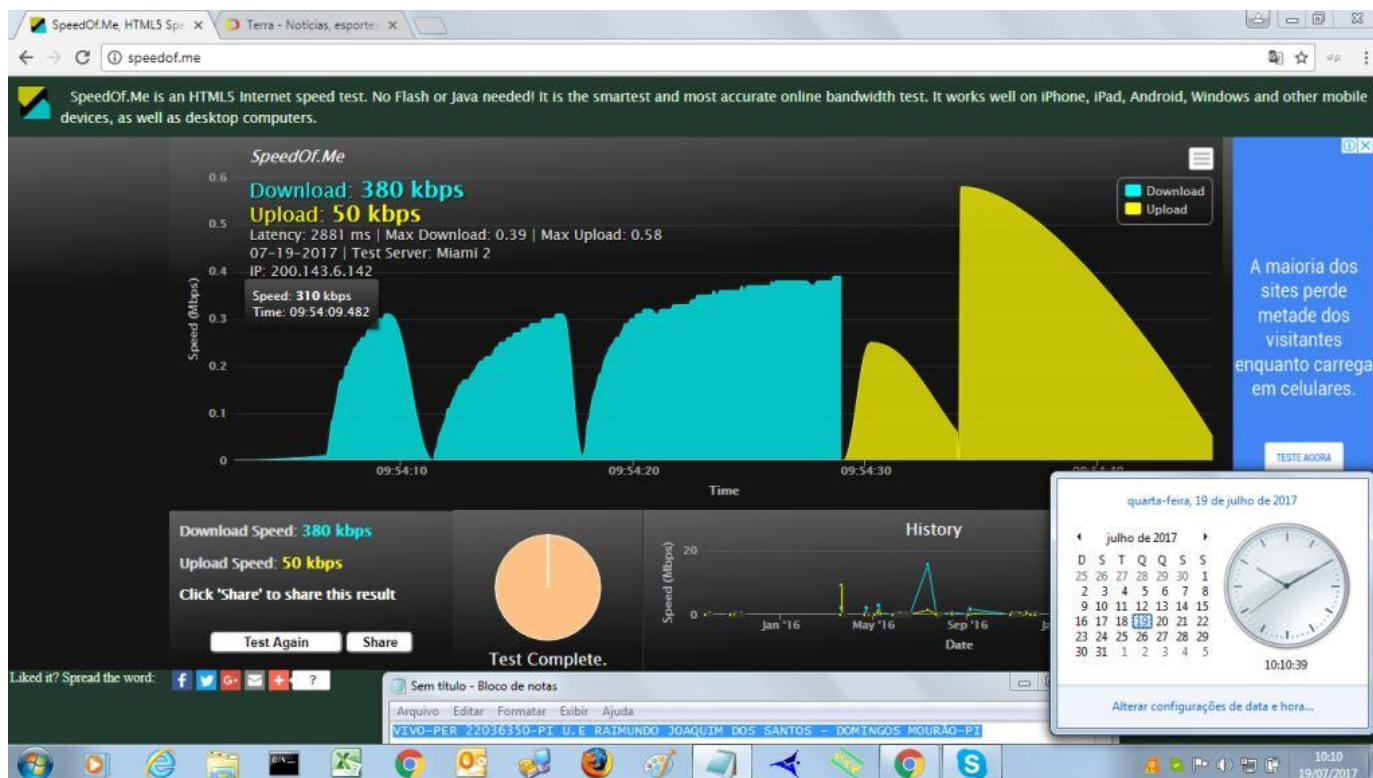 SpeedOf.Me, HTML5 Spe
Terra - Notícias, esportes
speedof.me
SpeedOf.Me is an HTML5 Internet speed test. No Flash or Java needed! It is the smartest and most accurate online bandwidth test. It works well on iPhone, iPad, Android, Windows and other mobile
devices, as well as desktop computers.
SpeedOf.Me
Download: 380 kbps
Upload: 50 kbps
Latency: 2881 ms | Max Download: 0.39 | Max Upload: 0.58
07-19-2017 | Test Server: Miami 2
IP: 200.143.6.142
Speed: 310 kbps
Time: 09:54:09.482
Download
Upload
Speed (Mbps)
0.6
0.5
0.4
0.3
0.2
0.1
0
09:54:10
09:54:20
09:54:30
09:54:40
Time
A maioria dos
sites perde
metade dos
visitantes
enquanto carrega
em celulares.
TESTE AGORA
Download Speed: 380 kbps
Upload Speed: 50 kbps
Click 'Share' to share this result
Test Again
Share
Test Complete.
History
Speed (Mbps)
20
0
Jan '16
May '16
Sep '16
Date
quarta-feira, 19 de julho de 2017
julho de 2017
D S T Q Q S S
25 26 27 28 29 30 1
2 3 4 5 6 7 8
9 10 11 12 13 14 15
16 17 18 19 20 21 22
23 24 25 26 27 28 29
30 31 1 2 3 4 5
10:10:39
Alterar configurações de data e hora...
Liked it? Spread the word:
f
G+
?
Sem título - Bloco de notas
Arquivo Editar Formatar Exibir Ajuda
VIVO-PER 22036350-PI U.E RAIMUNDO JOAQUIM DOS SANTOS - DOMINGOS MOURÃO-PI
10:10
19/07/2017